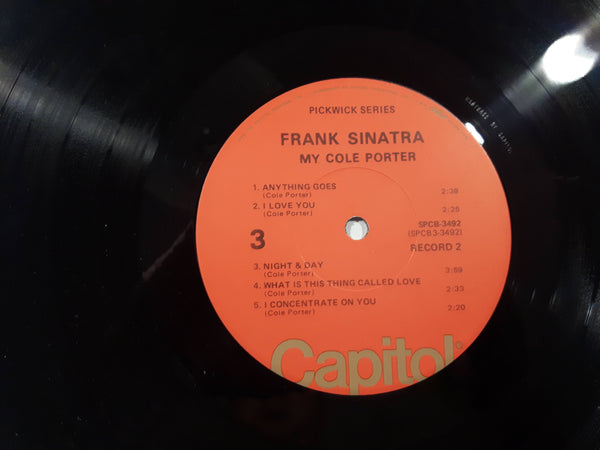 PICKWICK SERIES
FRANK SINATRA
MY COLE PORTER
1. ANYTHING GOES 2:38
(Cole Porter)
2. I LOVE YOU 2:25
(Cole Porter)
3
SPCB-3492
(SPCB3-3492)
RECORD 2
3. NIGHT & DAY 3:59
(Cole Porter)
4. WHAT IS THIS THING CALLED LOVE 2:33
(Cole Porter)
5. I CONCENTRATE ON YOU 2:20
(Cole Porter)
Capitol